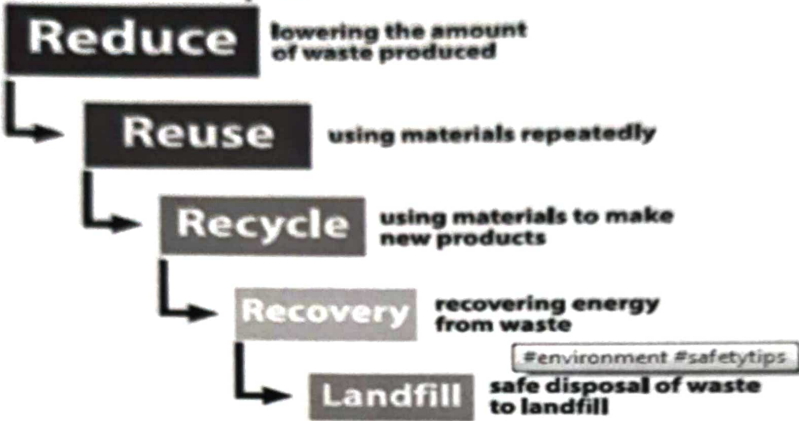 Reduce
lowering the amount
of waste produced
Reuse
using materials repeatedly
Recycle
using materials to make
new products
Recovery
recovering energy
from waste
#environment #safetytips
Landfill
safe disposal of waste
to landfill